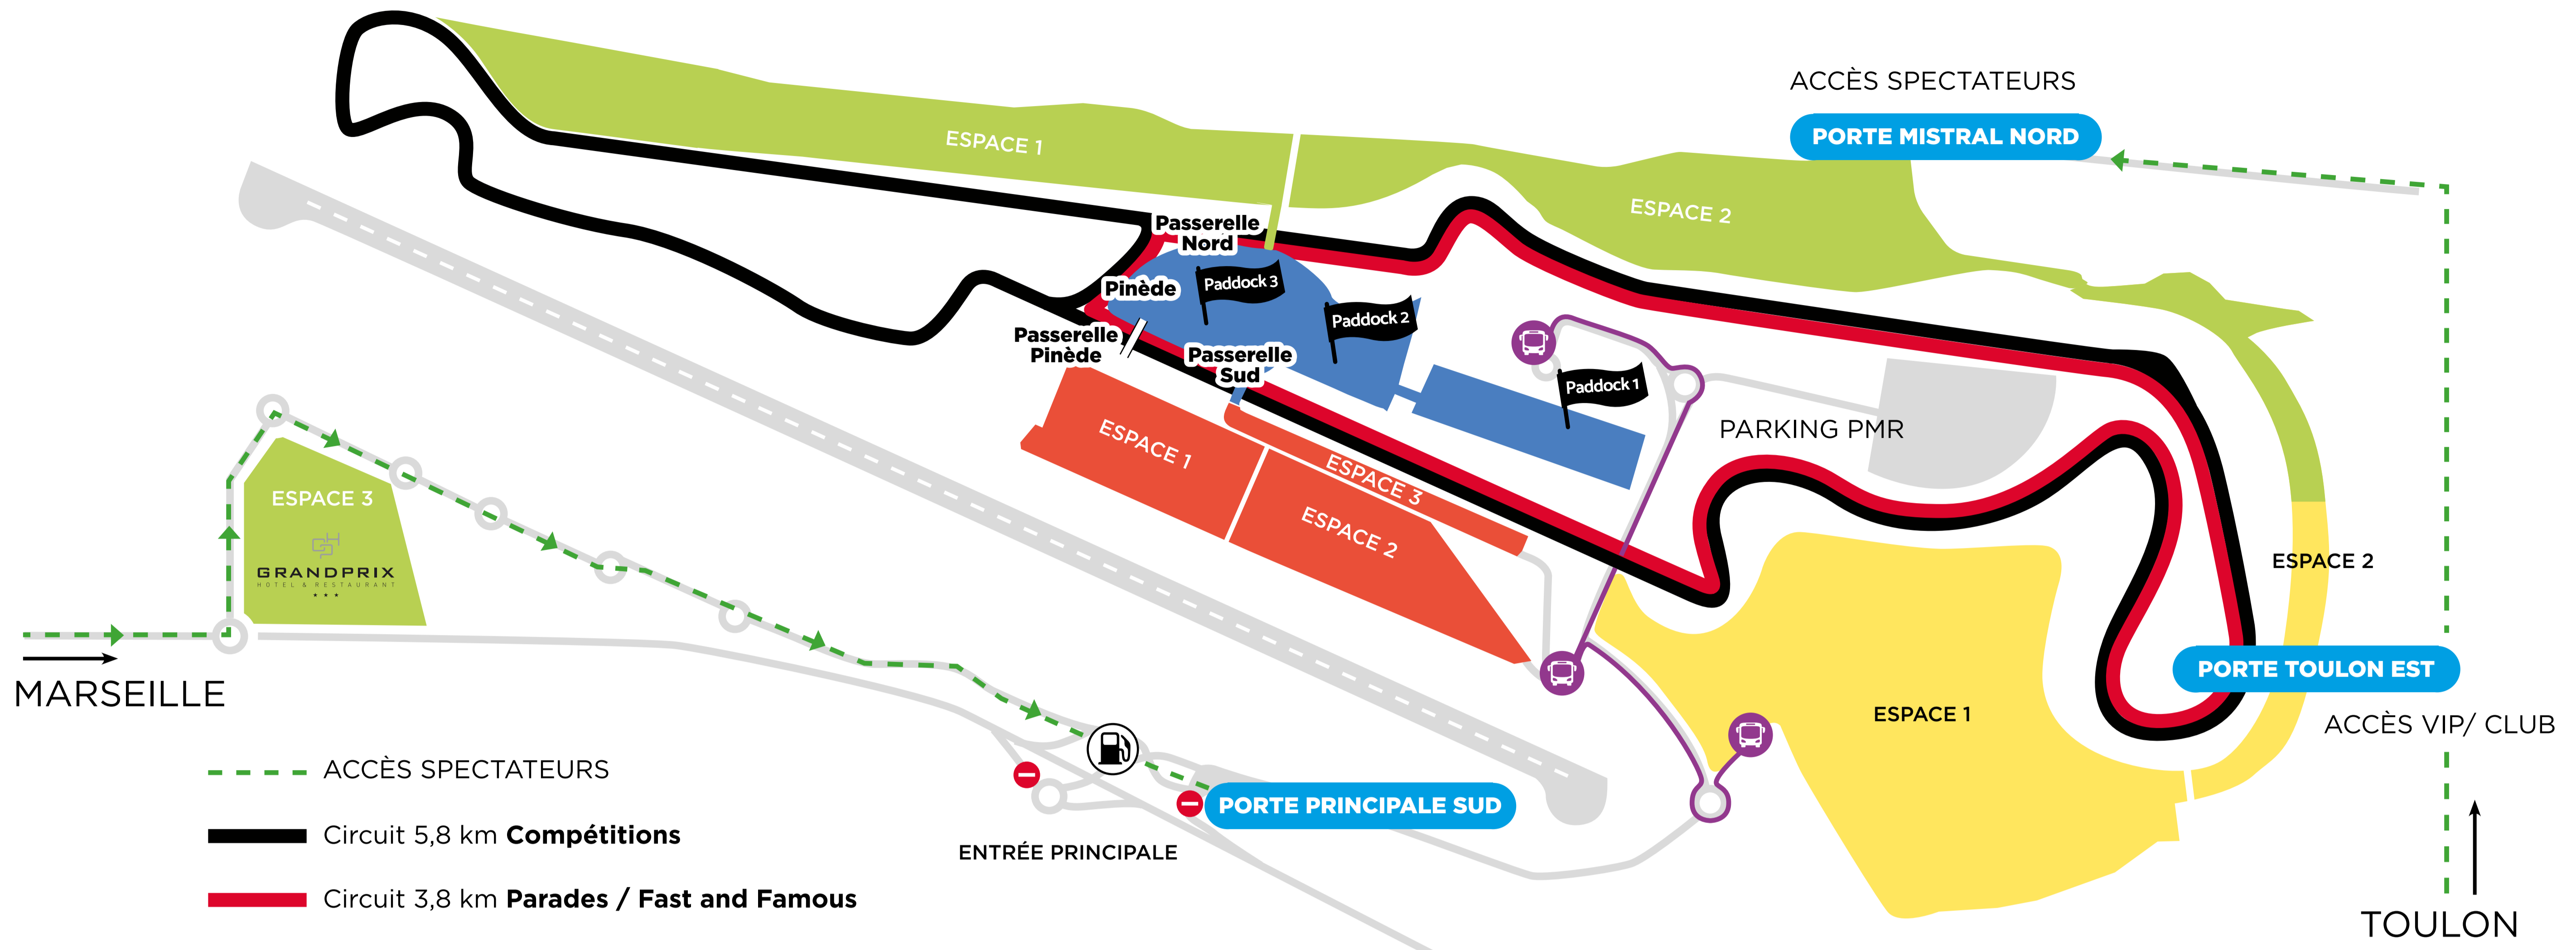 ACCÈS SPECTATEURS
PORTE MISTRAL NORD
ESPACE 1
ESPACE 2
Passerelle
Nord
Paddock 3
Pinède
Paddock 2
Passerelle
Pinède
Passerelle
Sud
Paddock 1
PARKING PMR
ESPACE 1
ESPACE 3
ESPACE 2
ESPACE 3
GRANDPRIX
HOTEL & RESTAURANT
ESPACE 2
PORTE TOULON EST
ACCÈS VIP/ CLUB
ESPACE 1
MARSEILLE
PORTE PRINCIPALE SUD
ENTRÉE PRINCIPALE
TOULON
ACCÈS SPECTATEURS
Circuit 5,8 km Compétitions
Circuit 3,8 km Parades / Fast and Famous